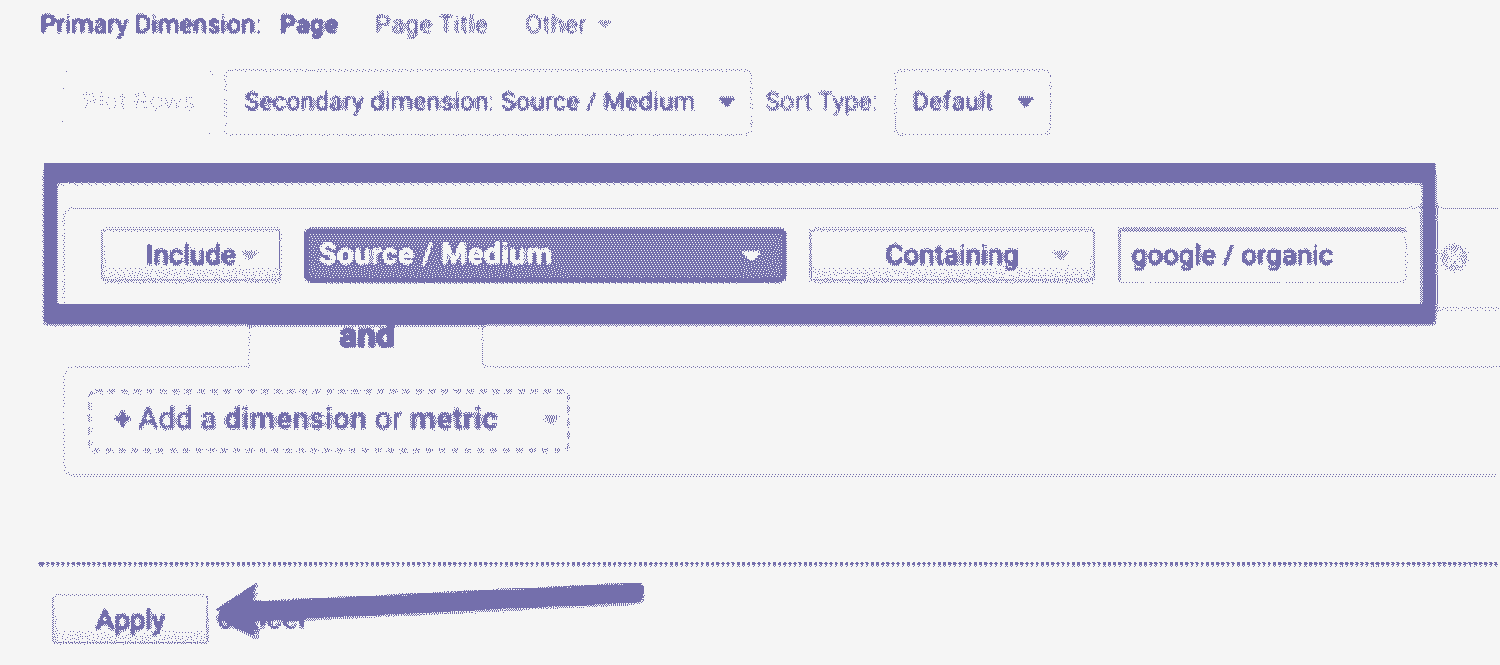 Primary Dimension: Page Page Title Other
Plot Rows Secondary dimension: Source / Medium Sort Type: Default
Include Source / Medium Containing google / organic
and
+ Add a dimension or metric
Apply